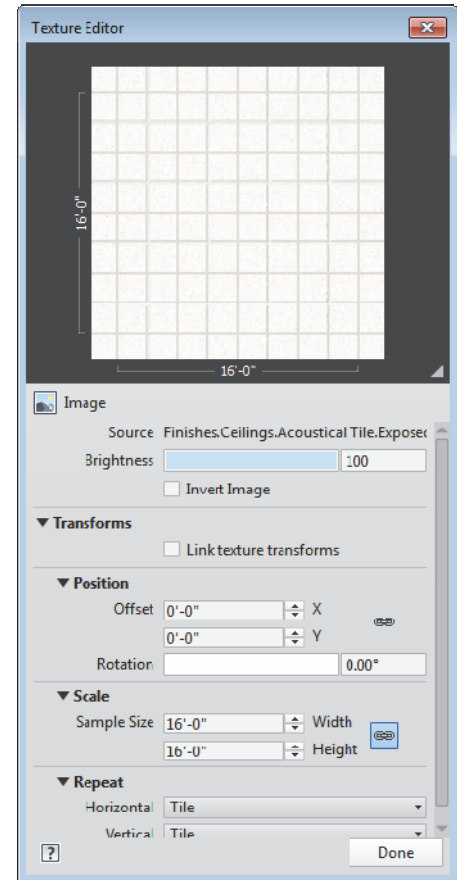 Texture Editor
16'-0"
16'-0"
Image
Source Finishes.Ceilings.Acoustical Tile.Exposed
Brightness 100
Invert Image
Transforms
Link texture transforms
Position
Offset 0'-0" X
0'-0" Y
Rotation 0.00°
Scale
Sample Size 16'-0" Width
16'-0" Height
Repeat
Horizontal Tile
Vertical Tile
? Done